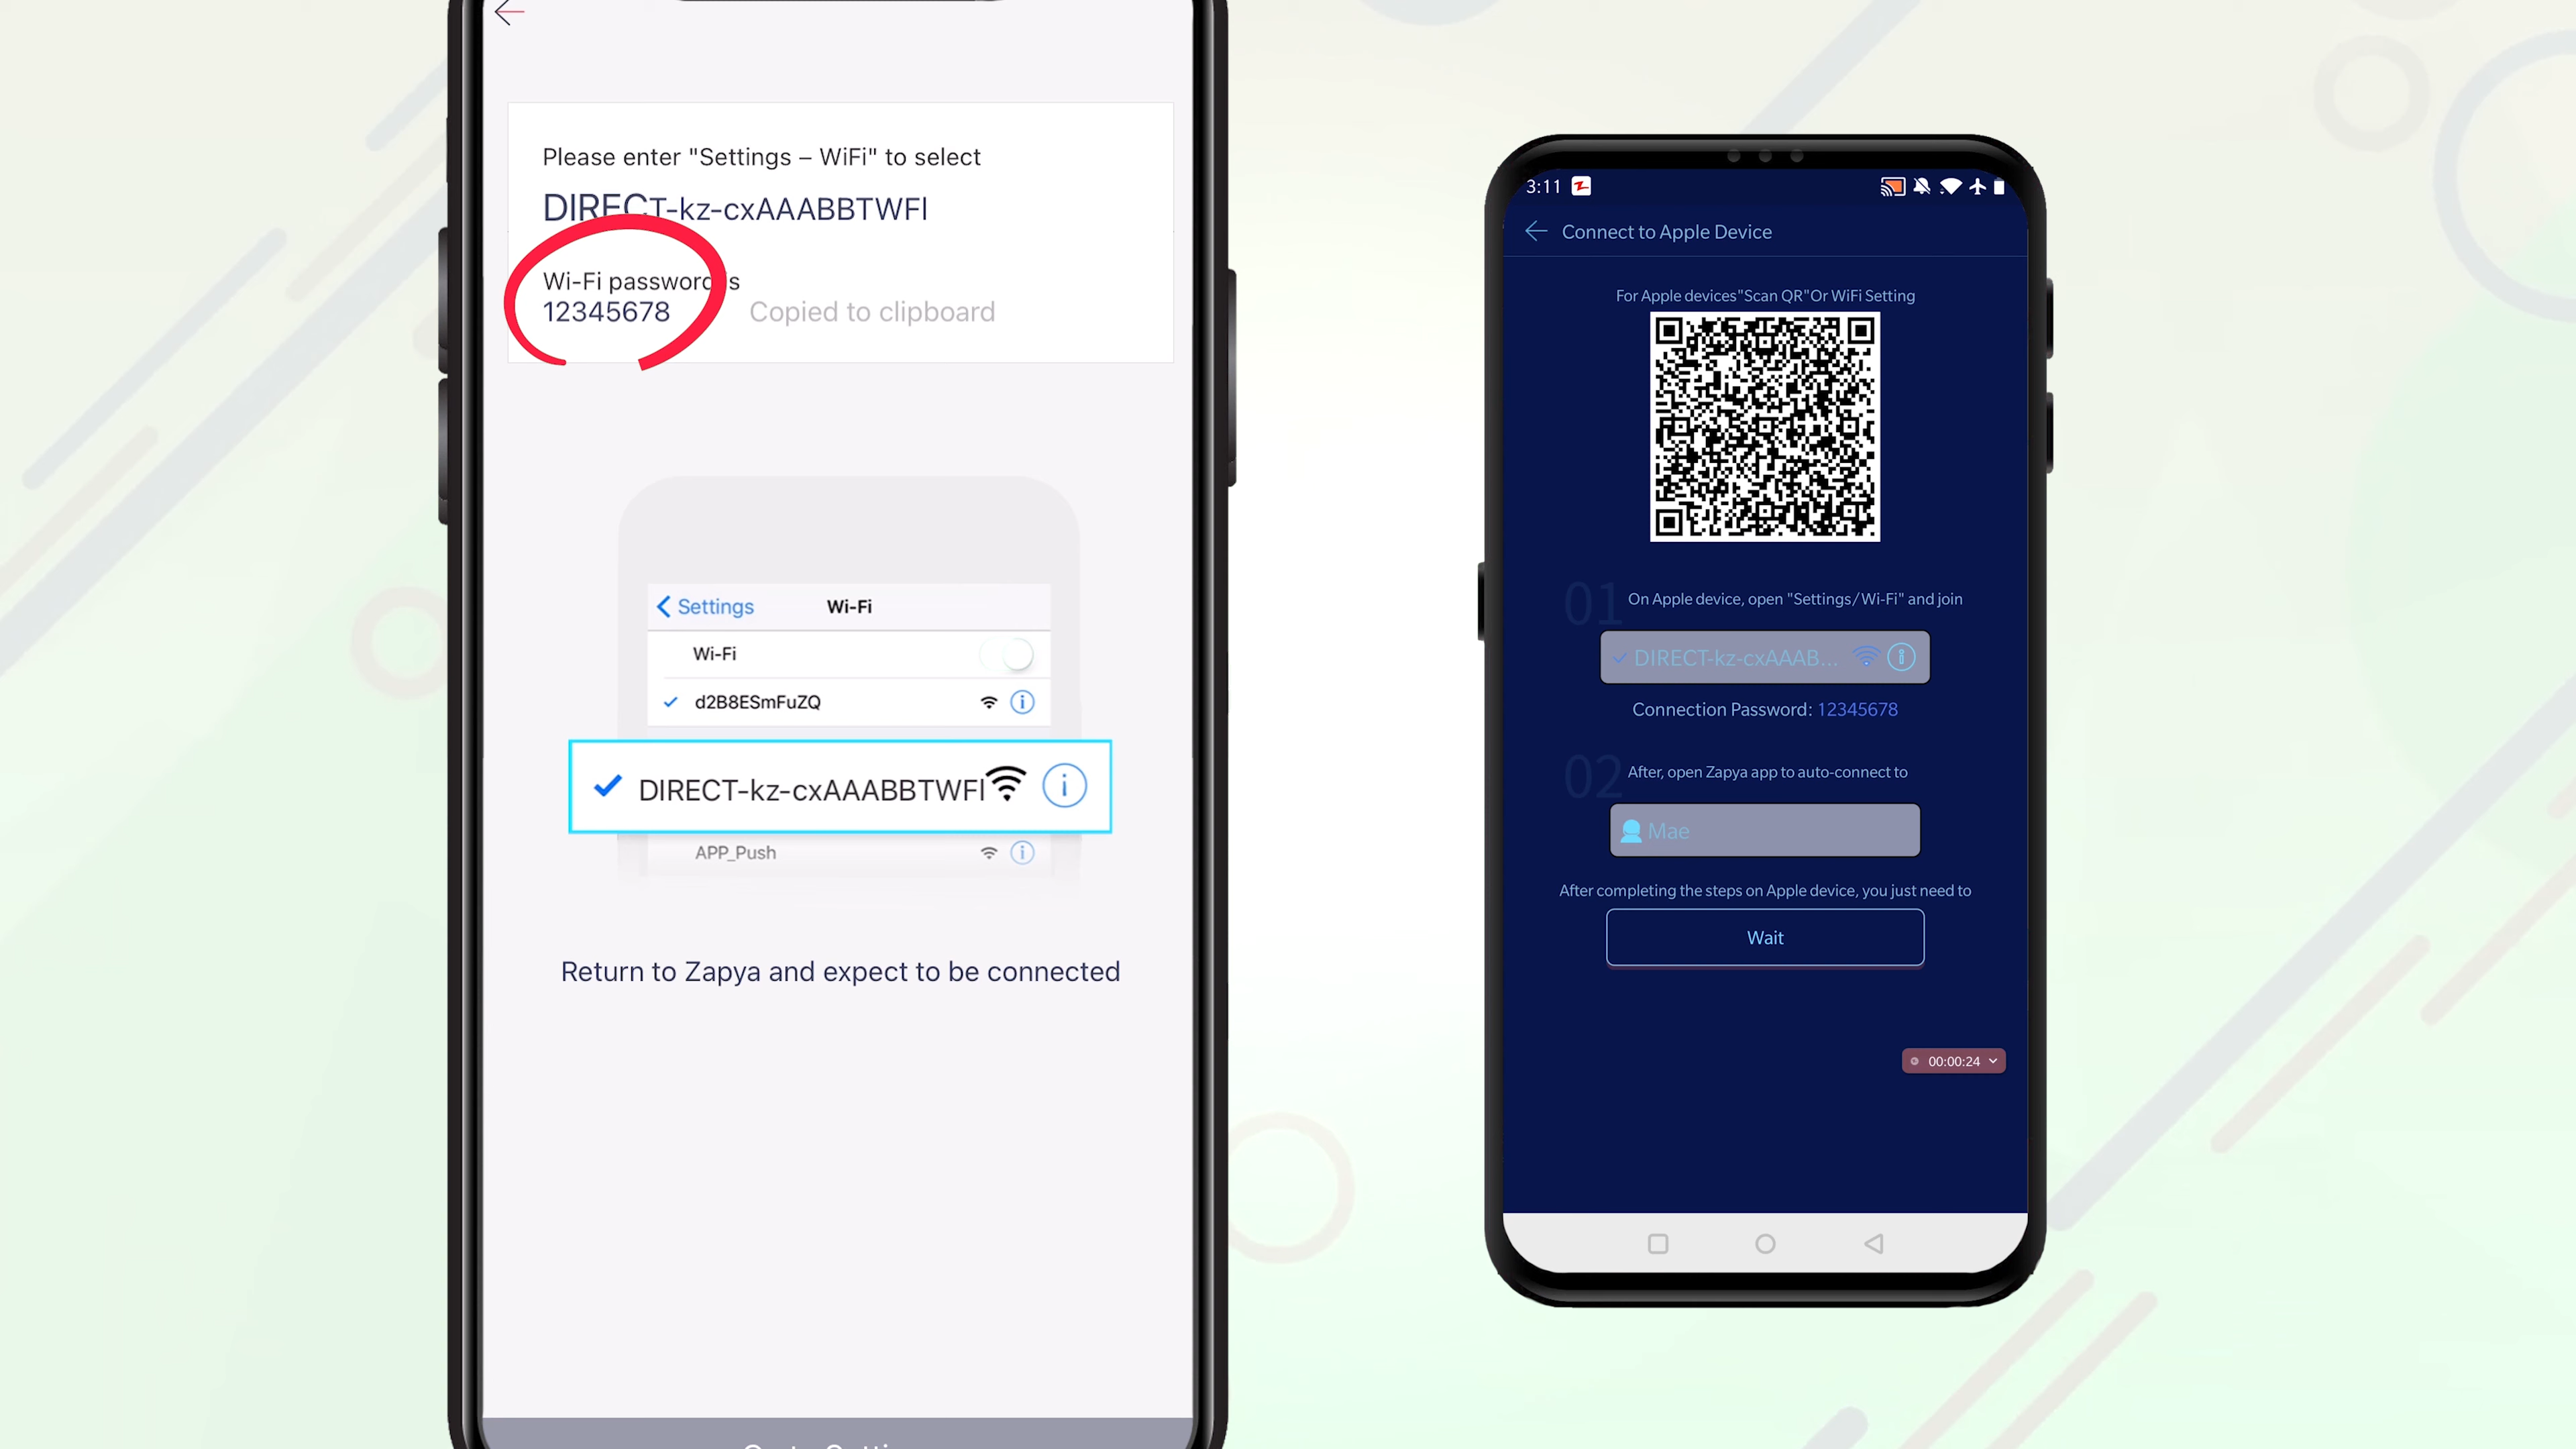 Please enter "Settings – WiFi" to select
DIRECT-kz-cxAAABBTWFl
Wi-Fi password is
12345678 Copied to clipboard
Settings Wi-Fi
Wi-Fi
d2B8ESmFuZQ
DIRECT-kz-cxAAABBTWFl
APP_Push
Return to Zapya and expect to be connected
3:11
Connect to Apple Device
For Apple devices"Scan QR"Or WiFi Setting
01 On Apple device, open "Settings/Wi-Fi" and join
DIRECT-kz-cxAAAB...
Connection Password: 12345678
02 After, open Zapya app to auto-connect to
Mae
After completing the steps on Apple device, you just need to
Wait
00:00:24